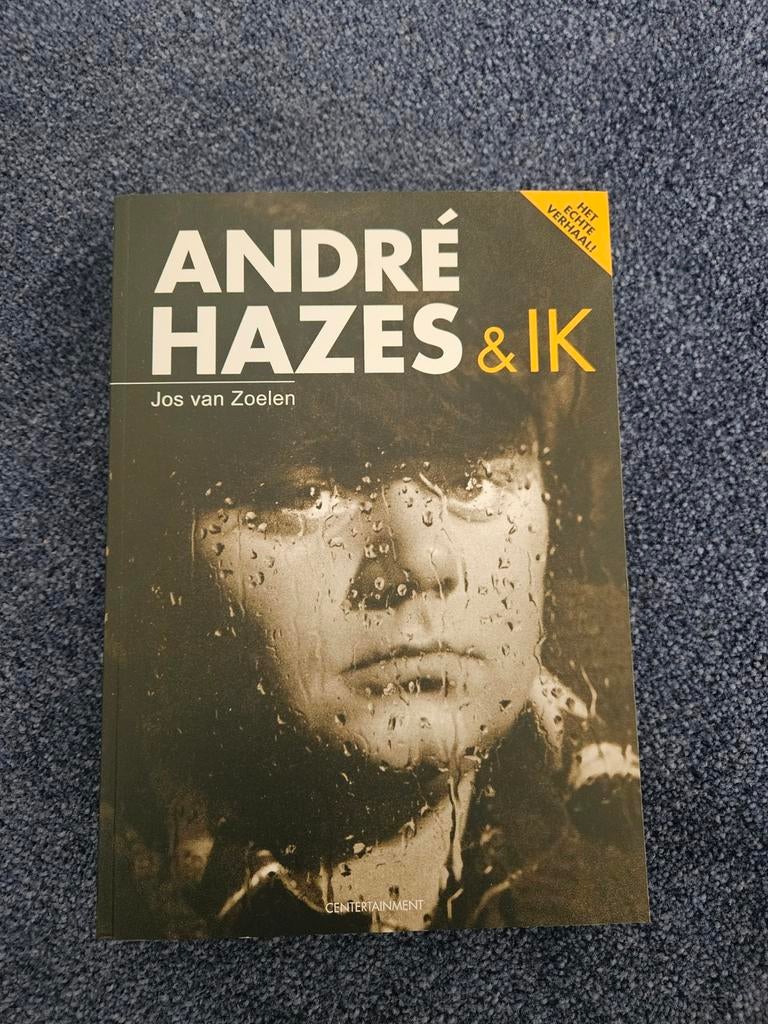 HET
ECHTE
VERHAAL!
ANDRÉ
HAZES & IK
Jos van Zoelen
CENTERTAINMENT